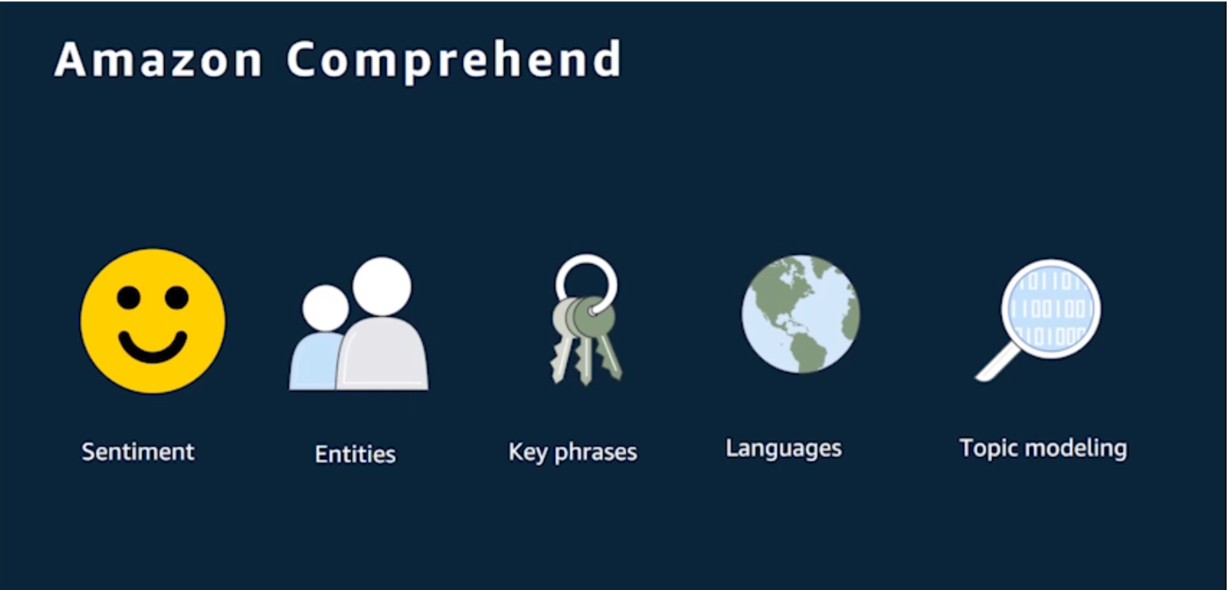 Amazon Comprehend
Sentiment
Entities
Key phrases
Languages
Topic modeling